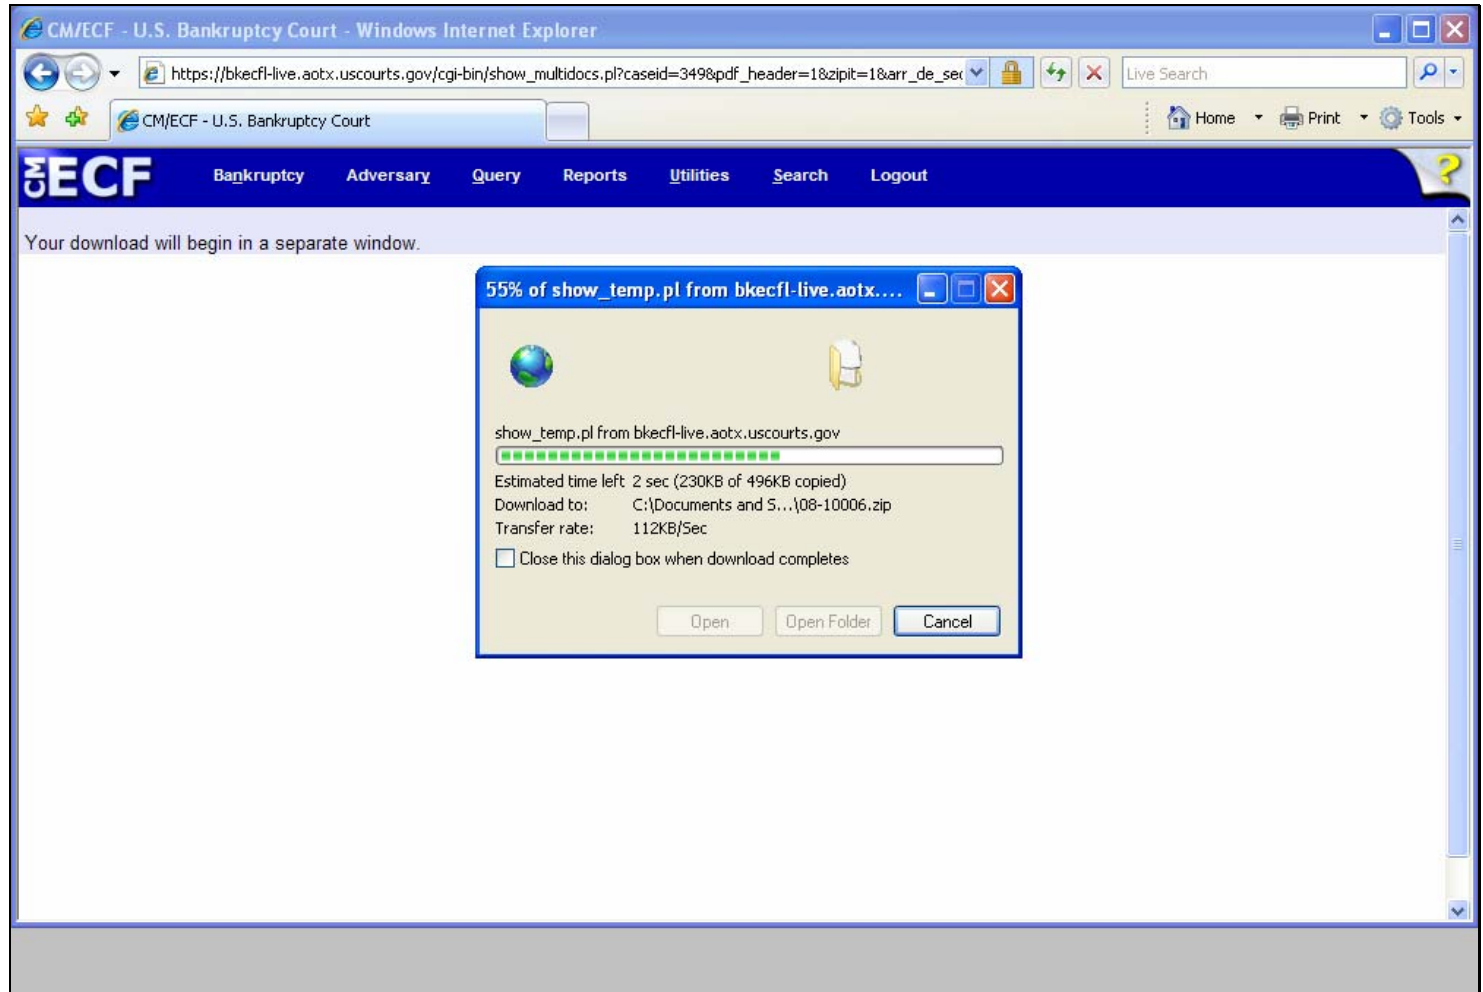 CM/ECF - U.S. Bankruptcy Court - Windows Internet Explorer
https://bkecfl-live.aotx.uscourts.gov/cgi-bin/show_multidocs.pl?caseid=349&pdf_header=1&zipit=1&arr_de_sec
Live Search
CM/ECF - U.S. Bankruptcy Court
Home Print Tools
CM ECF Bankruptcy Adversary Query Reports Utilities Search Logout ?
Your download will begin in a separate window.
55% of show_temp.pl from bkecfl-live.aotx....
show_temp.pl from bkecfl-live.aotx.uscourts.gov
Estimated time left 2 sec (230KB of 496KB copied)
Download to: C:\Documents and S...\08-10006.zip
Transfer rate: 112KB/Sec
Close this dialog box when download completes
Open Open Folder Cancel